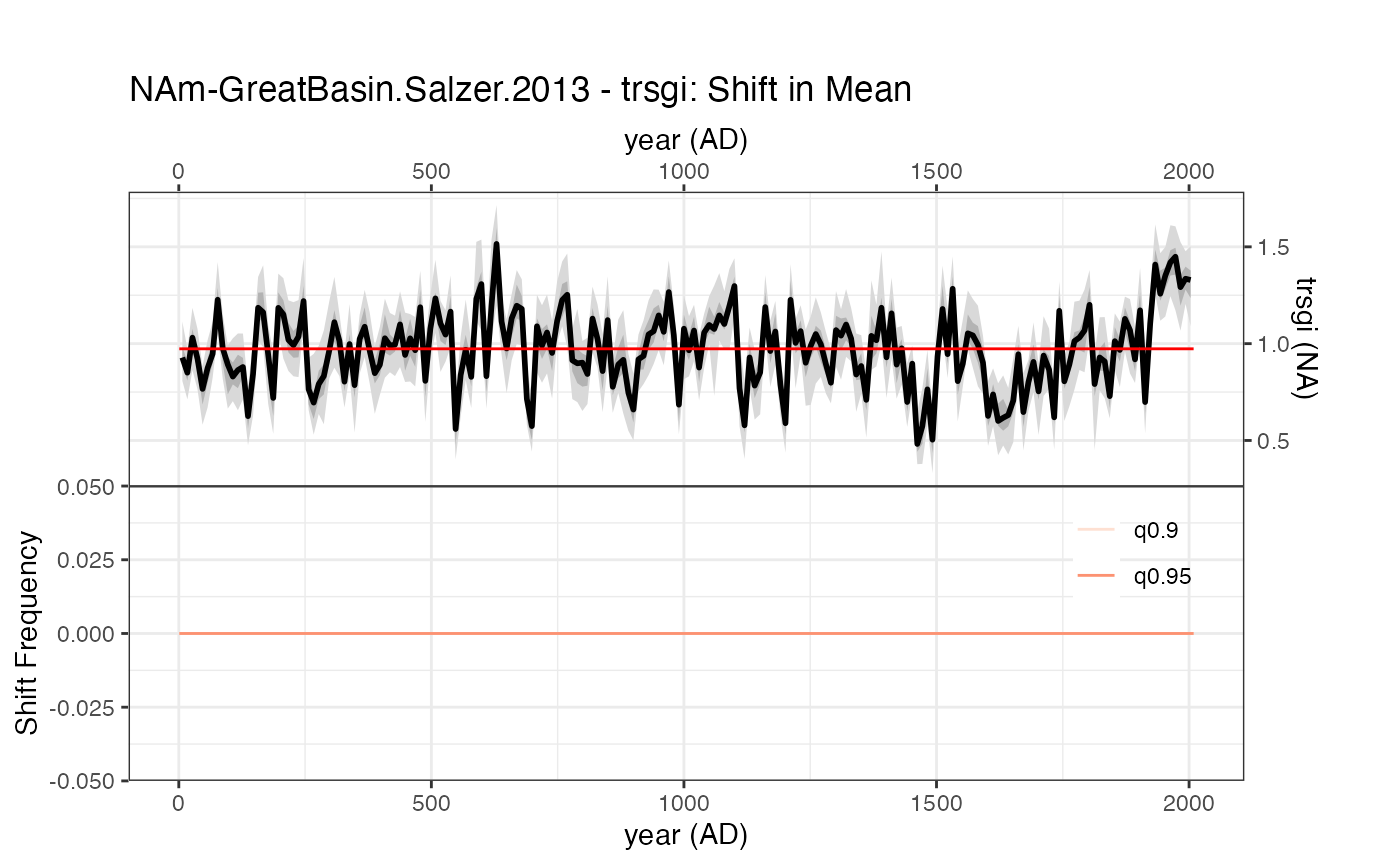 NAm-GreatBasin.Salzer.2013 - trsgi: Shift in Mean
year (AD)
0 500 1000 1500 2000
1.5
1.0
0.5
trsgi (NA)
0.050
0.025
0.000
-0.025
-0.050
Shift Frequency
q0.9
q0.95
0 500 1000 1500 2000
year (AD)